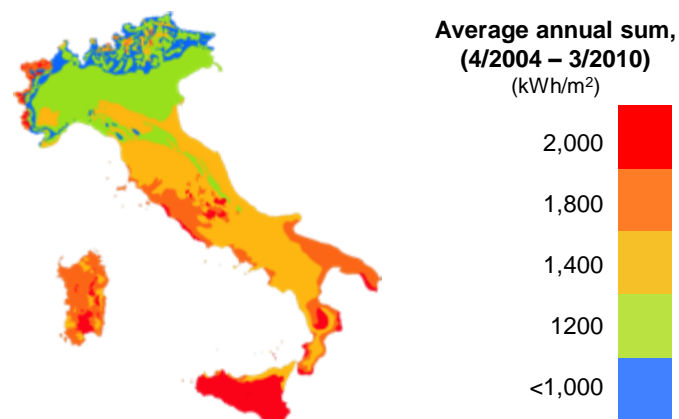 Average annual sum,
(4/2004 – 3/2010)
(kWh/m²)
2,000
1,800
1,400
1200
<1,000